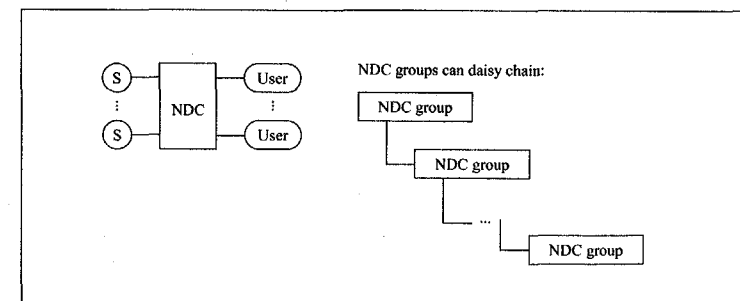 S
User
NDC
S
User
NDC groups can daisy chain:
NDC group
NDC group
...
NDC group